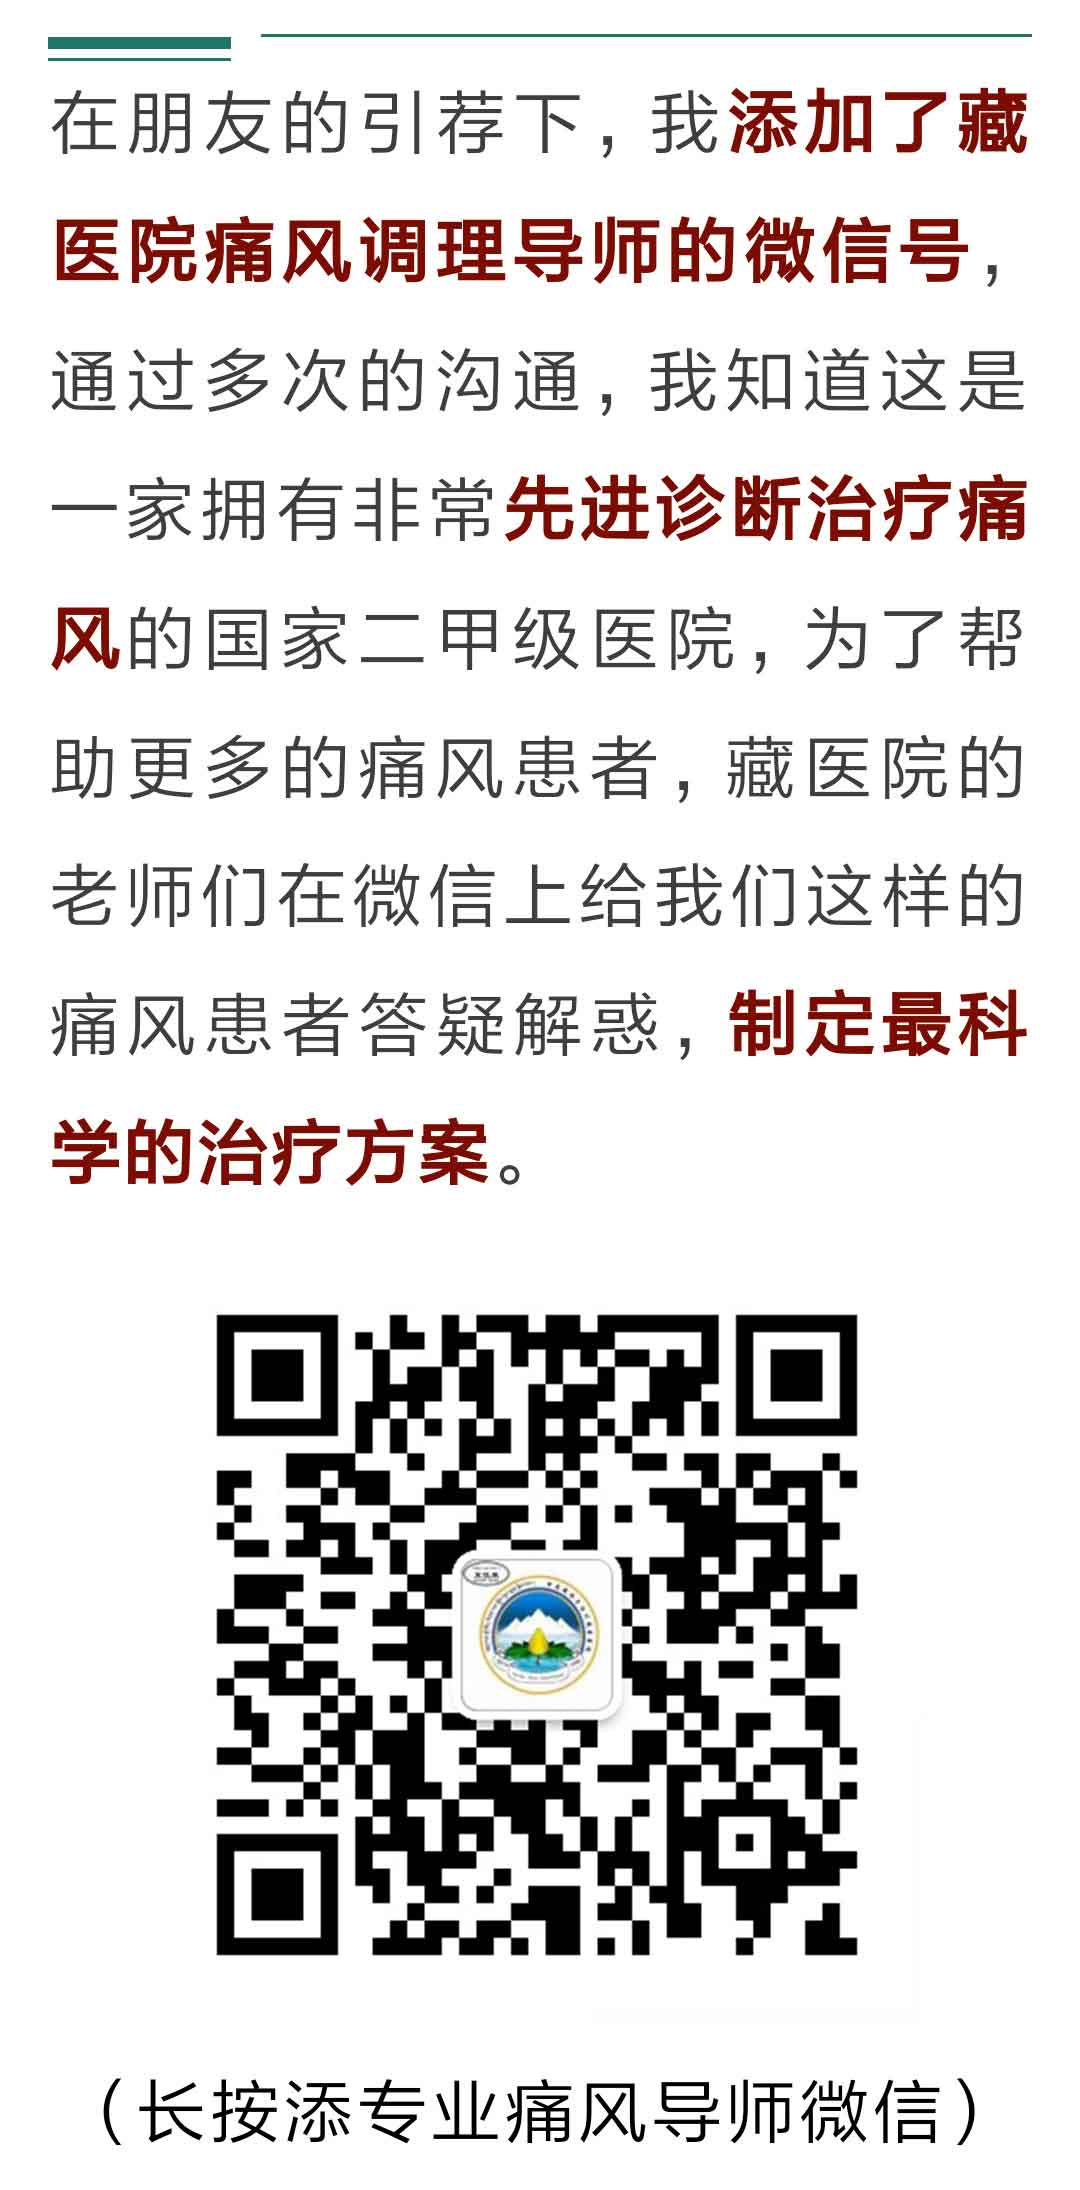 在朋友的引荐下，我添加了藏
医院痛风调理导师的微信号，
通过多次的沟通，我知道这是
一家拥有非常先进诊断治疗痛
风的国家二甲级医院，为了帮
助更多的痛风患者，藏医院的
老师们在微信上给我们这样的
痛风患者答疑解惑，制定最科
学的治疗方案。
（长按添专业痛风导师微信）